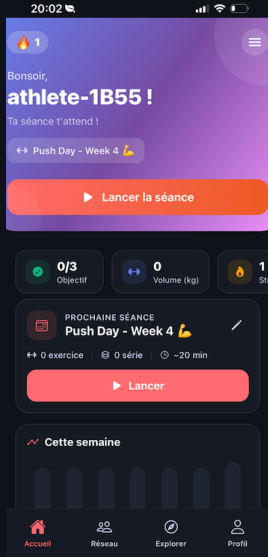 20:02
🔥 1
Bonsoir,
athlete-1B55 !
Ta séance t'attend !
Push Day - Week 4 💪
Lancer la séance
0/3
Objectif
0
Volume (kg)
1
PROCHAINE SÉANCE
Push Day - Week 4 💪
0 exercice
0 série
~20 min
Lancer
Cette semaine
Accueil
Réseau
Explorer
Profil